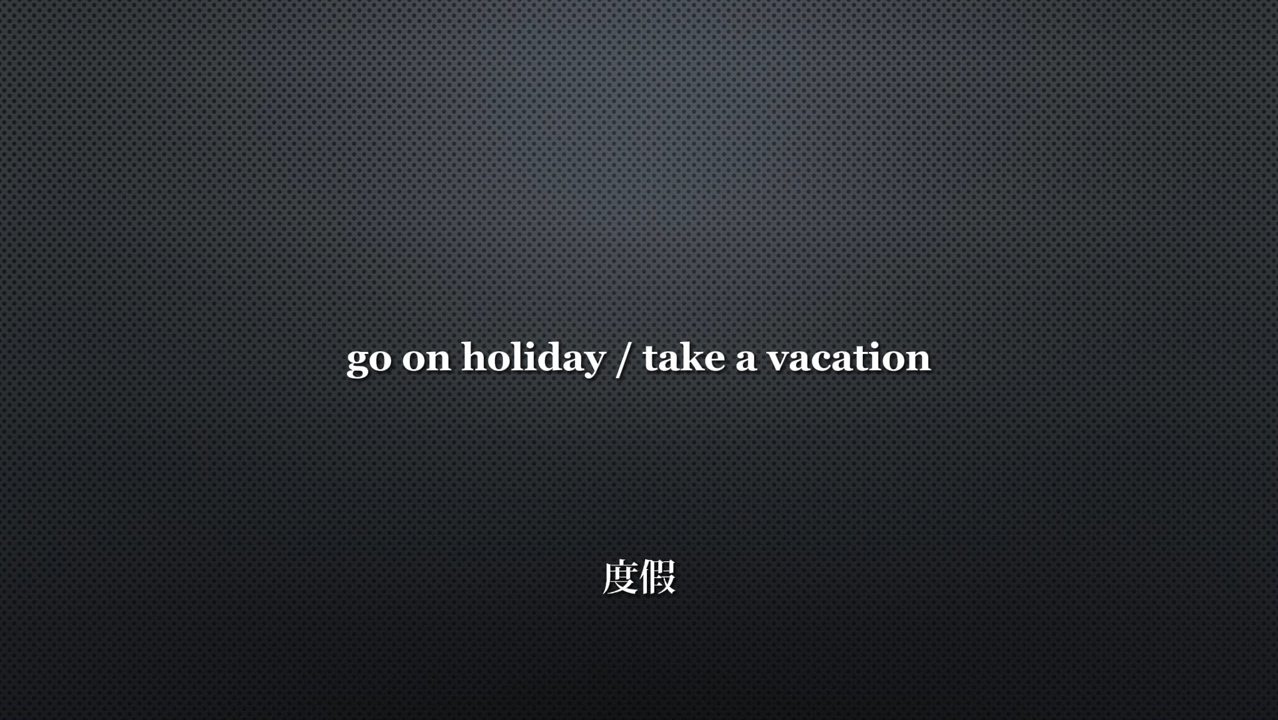 go on holiday / take a vacation
度假